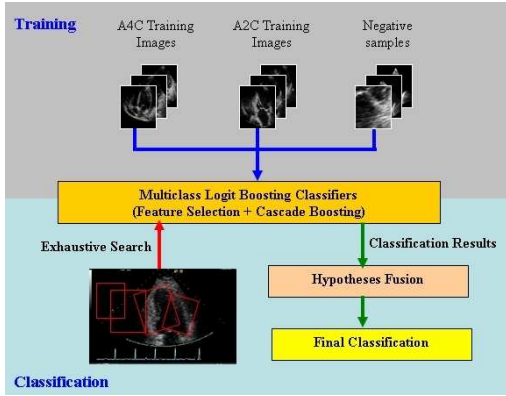 Training
A4C Training
Images
A2C Training
Images
Negative
samples
Multiclass Logit Boosting Classifiers
(Feature Selection + Cascade Boosting)
Exhaustive Search
Classification Results
Hypotheses Fusion
Final Classification
Classification